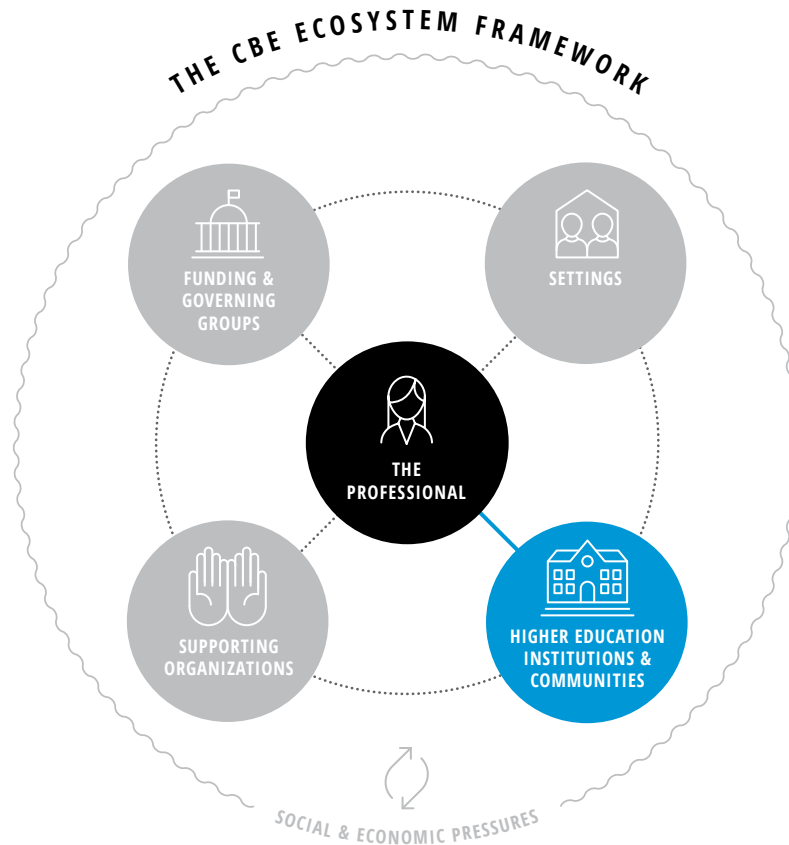 THE CBE ECOSYSTEM FRAMEWORK
FUNDING &
GOVERNING
GROUPS
SETTINGS
THE
PROFESSIONAL
SUPPORTING
ORGANIZATIONS
HIGHER EDUCATION
INSTITUTIONS &
COMMUNITIES
SOCIAL & ECONOMIC PRESSURES